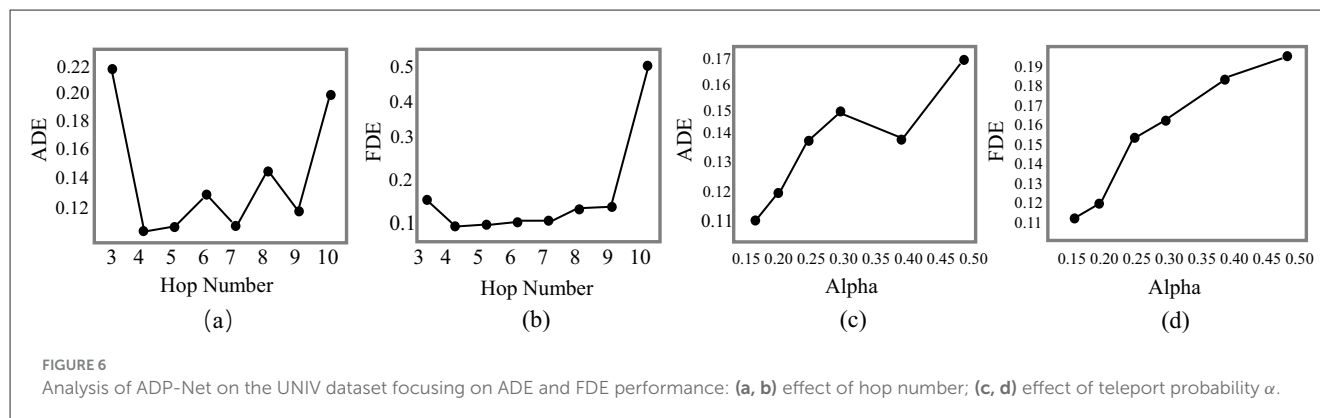 ADE
0.22
0.20
0.16
0.14
0.12
3 4 5 6 7 8 9 10
Hop Number
(a)
FDE
0.5
0.4
0.3
0.2
0.1
3 4 5 6 7 8 9 10
Hop Number
(b)
ADE
0.17
0.15
0.14
0.13
0.12
0.11
0.15 0.20 0.25 0.30 0.35 0.40 0.45 0.50
Alpha
(c)
FDE
0.19
0.18
0.17
0.16
0.15
0.14
0.13
0.12
0.11
0.15 0.20 0.25 0.30 0.35 0.40 0.45 0.50
Alpha
(d)
FIGURE 6
Analysis of ADP-Net on the UNIV dataset focusing on ADE and FDE performance: (a, b) effect of hop number; (c, d) effect of teleport probability α.